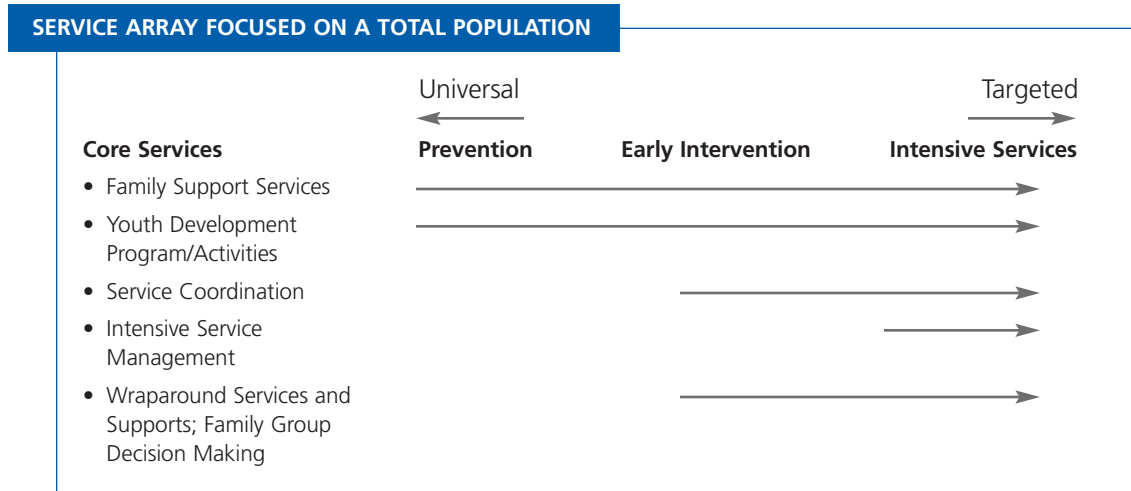 SERVICE ARRAY FOCUSED ON A TOTAL POPULATION
Universal Targeted
Core Services Prevention Early Intervention Intensive Services
• Family Support Services
• Youth Development
Program/Activities
• Service Coordination
• Intensive Service
Management
• Wraparound Services and
Supports; Family Group
Decision Making